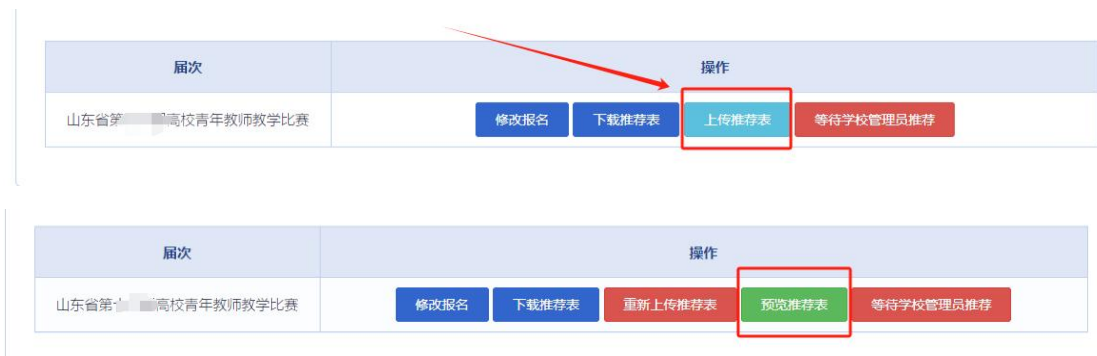 届次 操作
山东省第 高校青年教师教学比赛 修改报名 下载推荐表 上传推荐表 等待学校管理员推荐
届次 操作
山东省第 高校青年教师教学比赛 修改报名 下载推荐表 重新上传推荐表 预览推荐表 等待学校管理员推荐